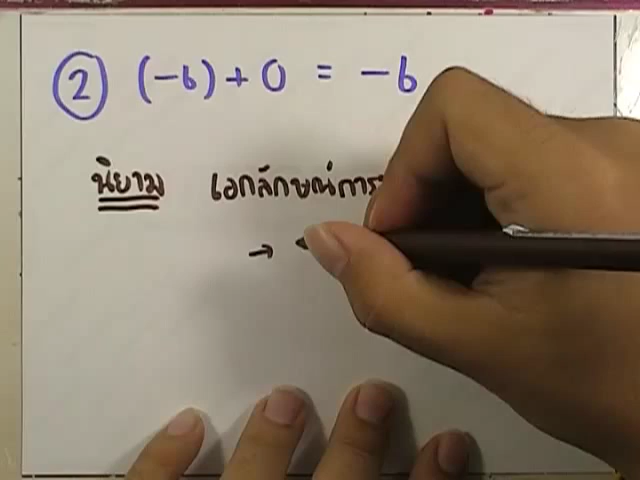 ② (-6) + 0 = -6
นิยาม เอกลักษณ์การ
→